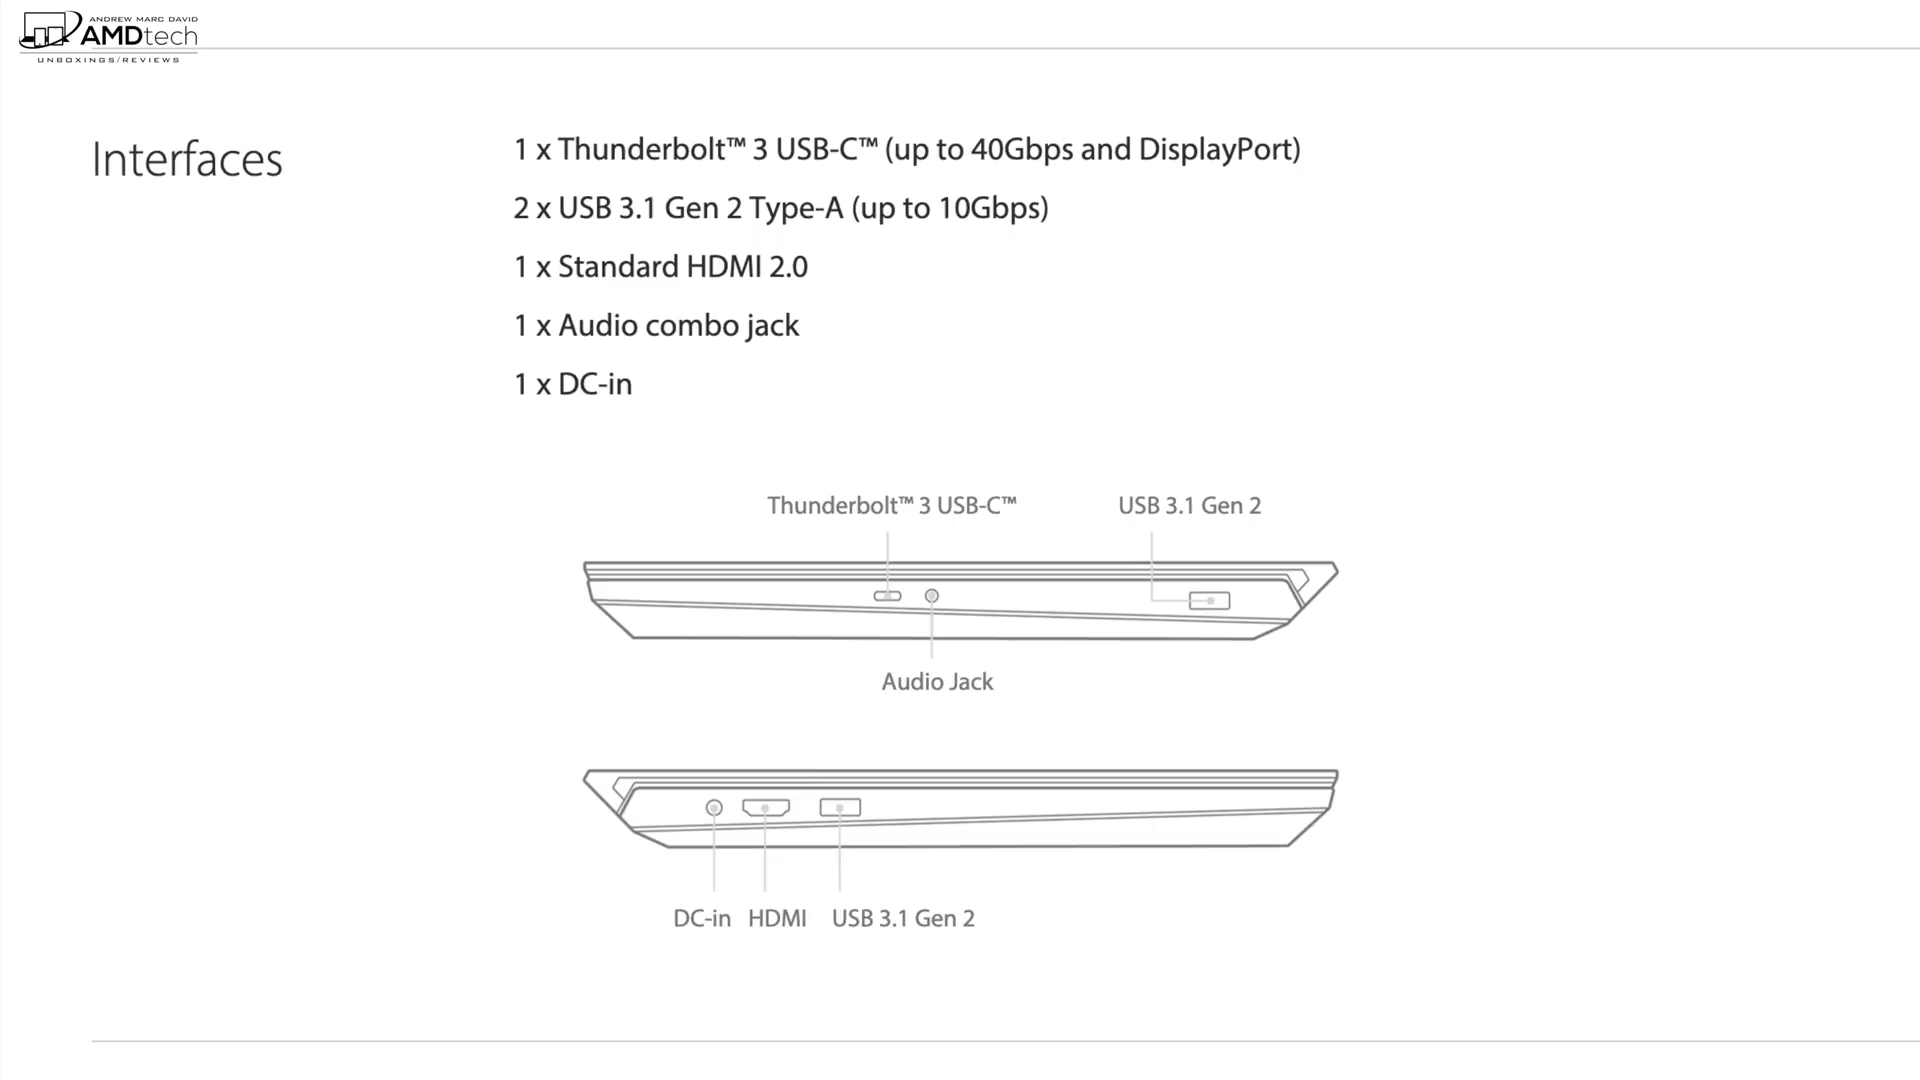 ANDREW MARC DAVID
AMDtech
UNBOXINGS/REVIEWS
Interfaces
1 x Thunderbolt™ 3 USB-C™ (up to 40Gbps and DisplayPort)
2 x USB 3.1 Gen 2 Type-A (up to 10Gbps)
1 x Standard HDMI 2.0
1 x Audio combo jack
1 x DC-in
Thunderbolt™ 3 USB-C™
USB 3.1 Gen 2
Audio Jack
DC-in
HDMI
USB 3.1 Gen 2